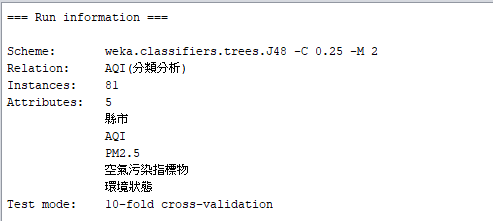 === Run information ===
Scheme: weka.classifiers.trees.J48 -C 0.25 -M 2
Relation: AQI(分類分析)
Instances: 81
Attributes: 5
縣市
AQI
PM2.5
空氣污染指標物
環境狀態
Test mode: 10-fold cross-validation